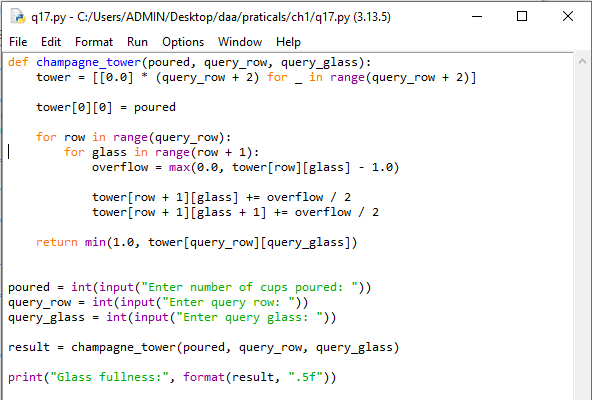 q17.py - C:/Users/ADMIN/Desktop/daa/praticals/ch1/q17.py (3.13.5)
File Edit Format Run Options Window Help
def champagne_tower(poured, query_row, query_glass):
    tower = [[0.0] * (query_row + 2) for _ in range(query_row + 2)]
    tower[0][0] = poured
    for row in range(query_row):
        for glass in range(row + 1):
            overflow = max(0.0, tower[row][glass] - 1.0)
            tower[row + 1][glass] += overflow / 2
            tower[row + 1][glass + 1] += overflow / 2
    return min(1.0, tower[query_row][query_glass])
poured = int(input("Enter number of cups poured: "))
query_row = int(input("Enter query row: "))
query_glass = int(input("Enter query glass: "))
result = champagne_tower(poured, query_row, query_glass)
print("Glass fullness:", format(result, ".5f"))